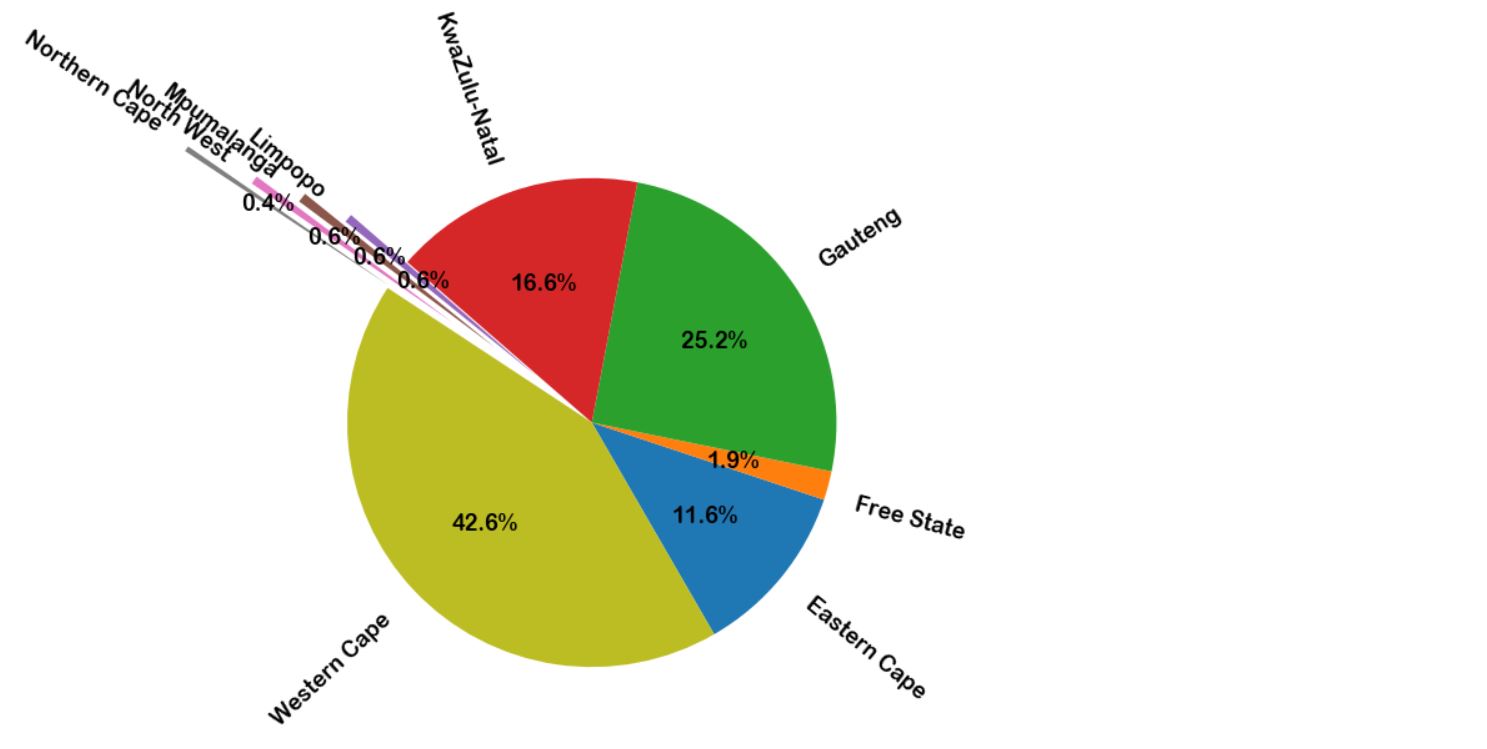 KwaZulu-Natal
Northern Cape
North West
Mpumalanga
Limpopo
Gauteng
0.4%
0.6%
0.6%
0.6%
16.6%
25.2%
1.9%
11.6%
42.6%
Free State
Eastern Cape
Western Cape